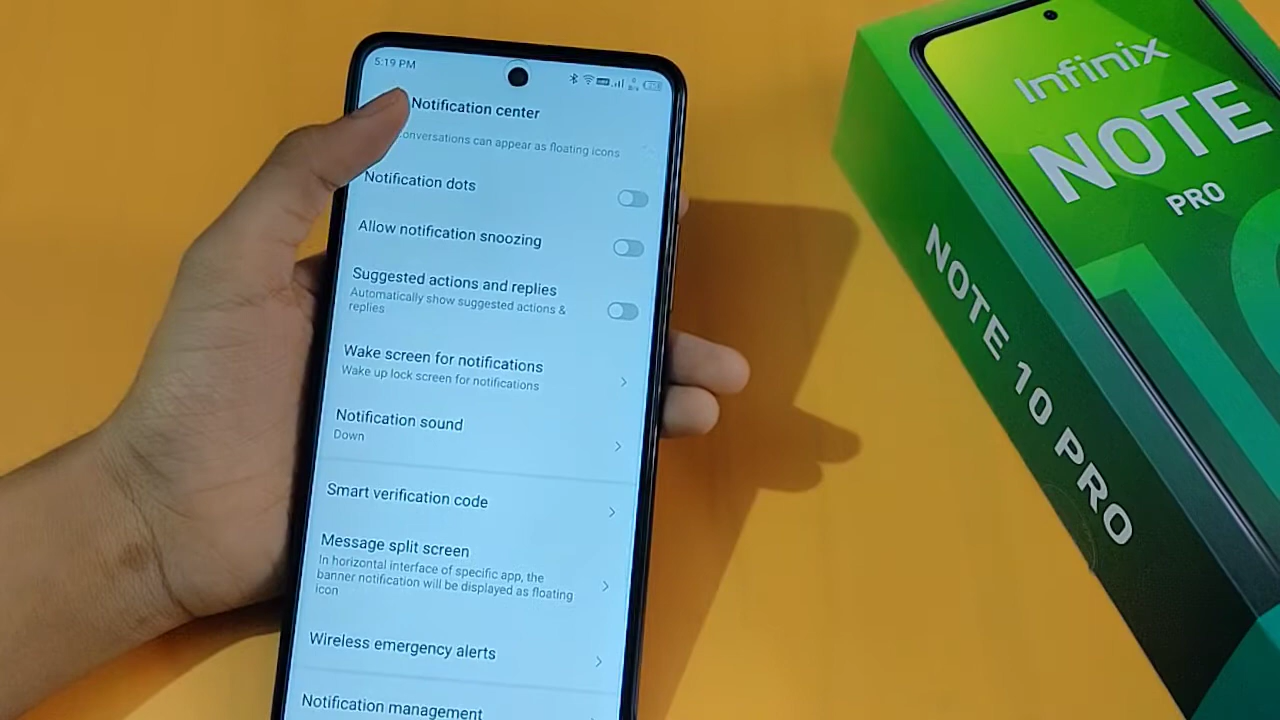 5:19 PM
Notification center
onversations can appear as floating icons
Notification dots
Allow notification snoozing
Suggested actions and replies
Automatically show suggested actions &
replies
Wake screen for notifications
Wake up lock screen for notifications
Notification sound
Down
Smart verification code
Message split screen
In horizontal interface of specific app, the
banner notification will be displayed as floating
icon
Wireless emergency alerts
Notification management
Infinix
NOTE
PRO
10
NOTE 10 PRO